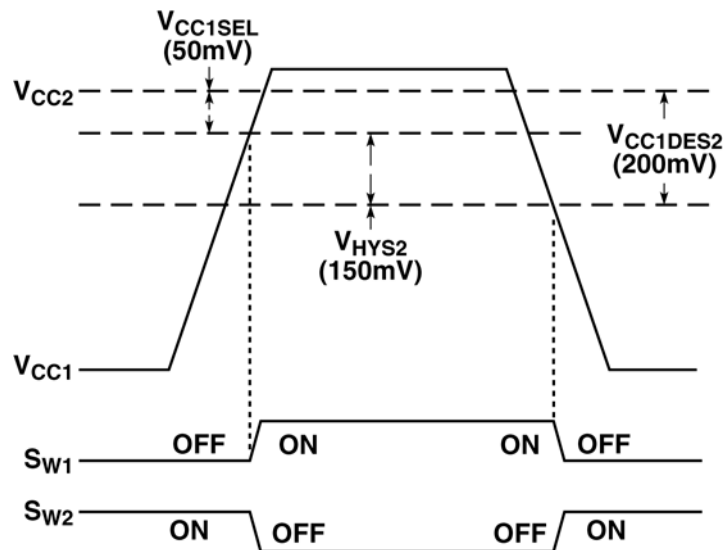 VCC1SEL
(50mV)
VCC2
VCC1DES2
(200mV)
VHYS2
(150mV)
VCC1
OFF ON ON OFF
SW1
SW2
ON OFF OFF ON